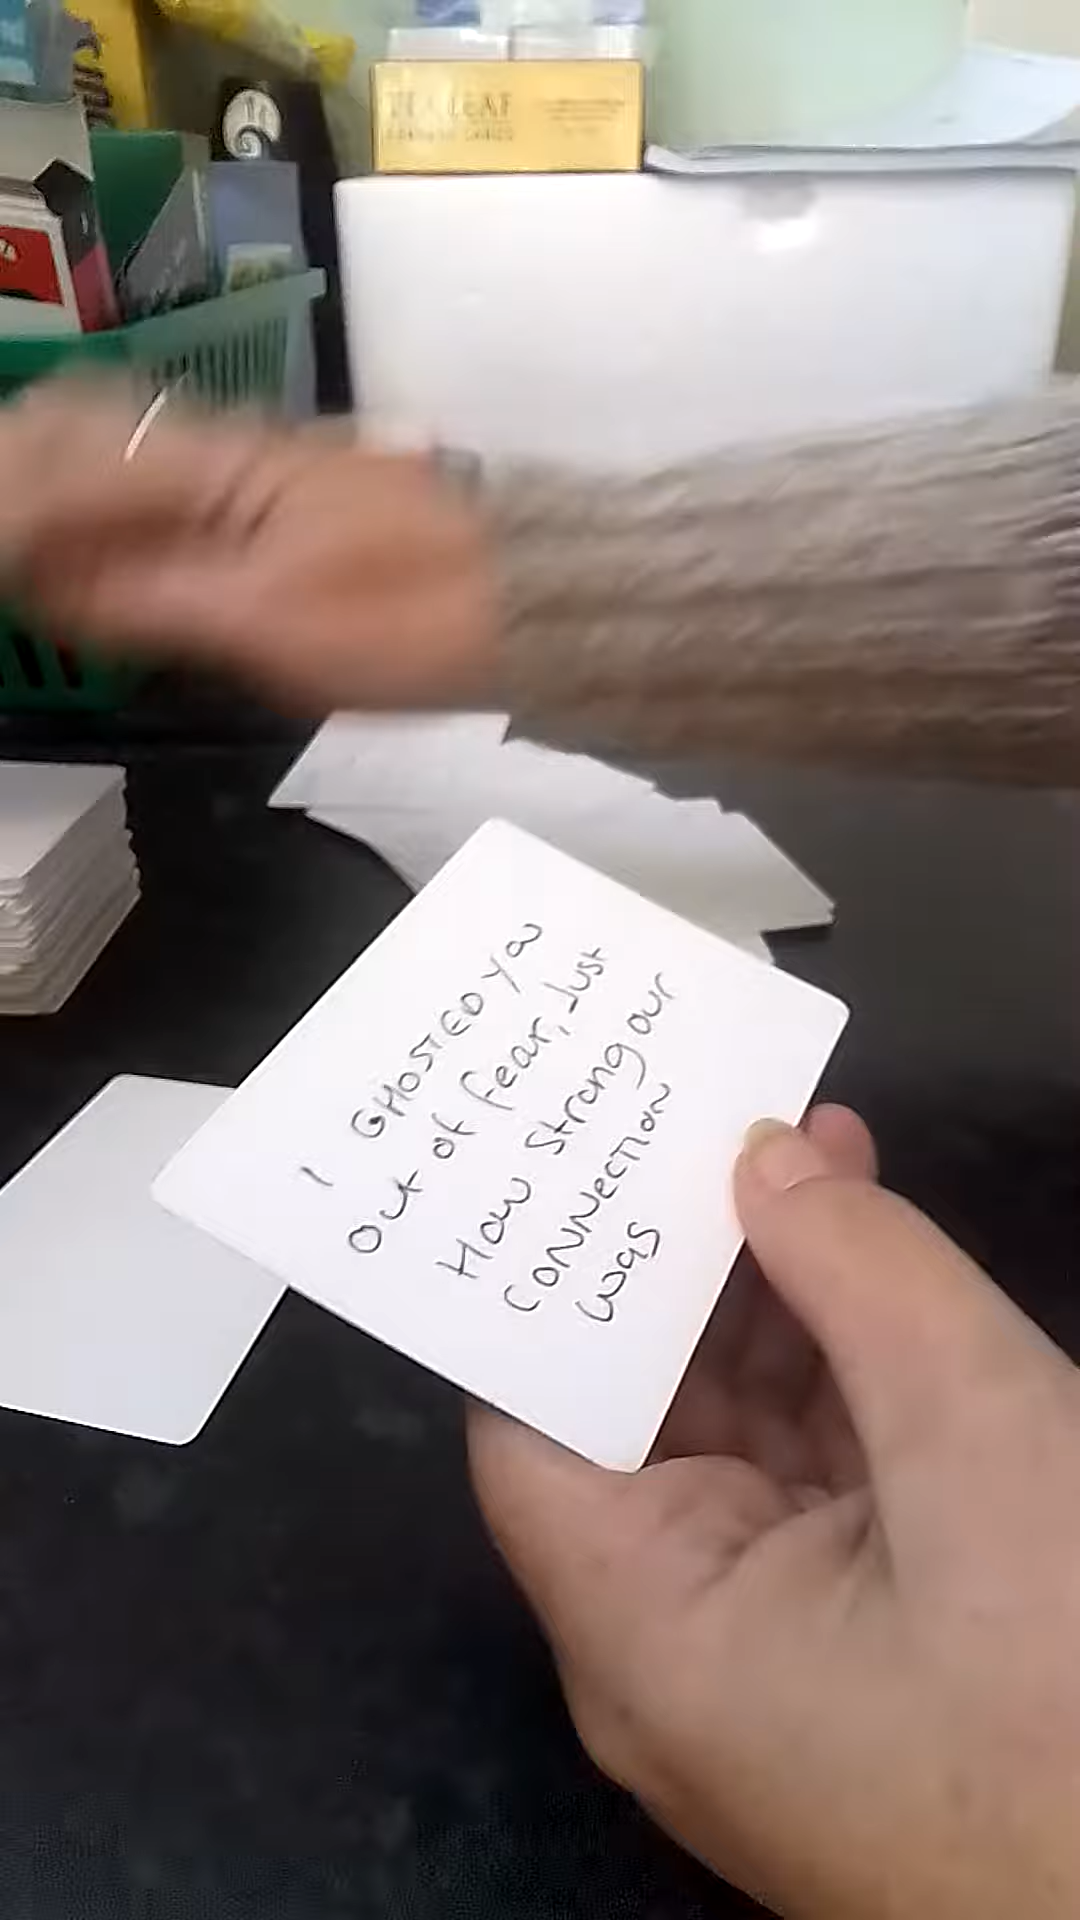 I GHOSTED you
out of fear, Just
How strong our
CONNection
was